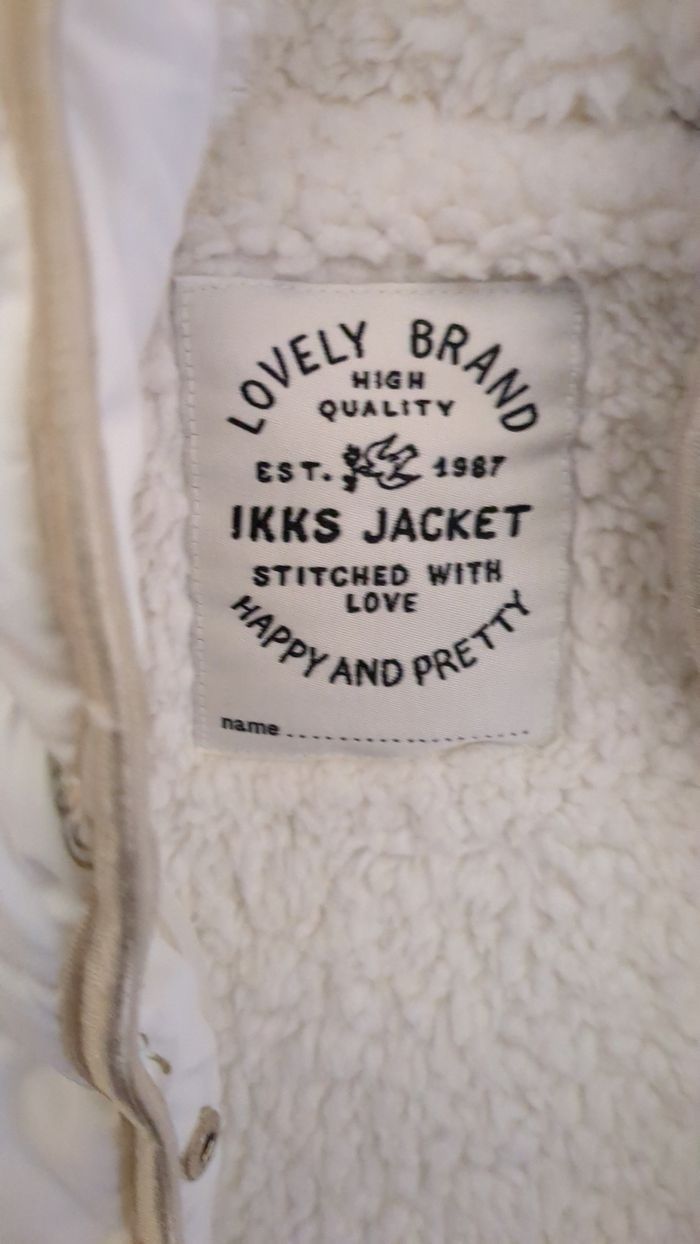 LOVELY BRAND
HIGH
QUALITY
EST. 1987
IKKS JACKET
STITCHED WITH
LOVE
HAPPY AND PRETTY
name....................